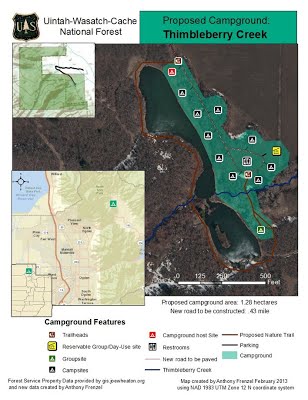 Uintah-Wasatch-Cache
National Forest
Proposed Campground:
Thimbleberry Creek
0 125 250 500
Feet
Proposed campground area: 1.28 hectares
New road to be constructed: .43 mile
Campground Features
Trailheads
Reservable Group/Day-Use site
Groupsite
Campsites
Campground host Site
Restrooms
New road to be paved
Thimbleberry Creek
Proposed Nature Trail
Parking
Campground
Forest Service Property Data provided by gis.pearheaton.org
and new data created by Anthony Frenzel
Map created by Anthony Frenzel February 2013
using NAD 1983 UTM Zone 12 N coordinate system